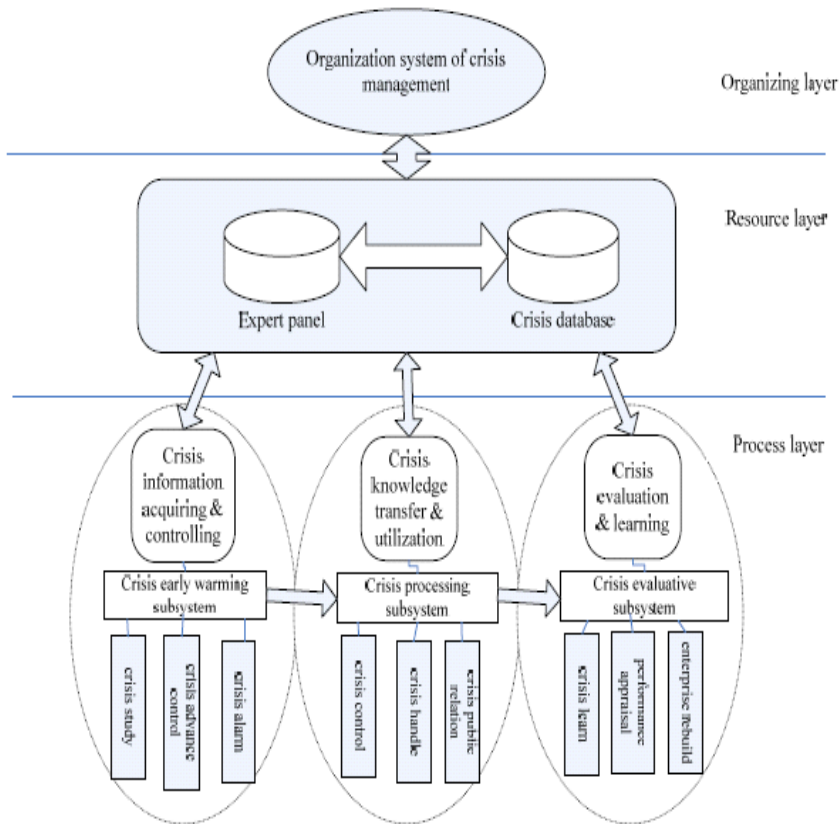 Organization system of crisis
management
Organizing layer
Resource layer
Expert panel
Crisis database
Process layer
Crisis
information
acquiring &
controlling
Crisis
knowledge
transfer &
utilization
Crisis
evaluation
& learning
Crisis early warming
subsystem
Crisis processing
subsystem
Crisis evaluative
subsystem
crisis study
crisis advance
control
crisis alarm
crisis control
crisis handle
crisis public
relation
crisis learn
performance
appraisal
enterprise rebuild